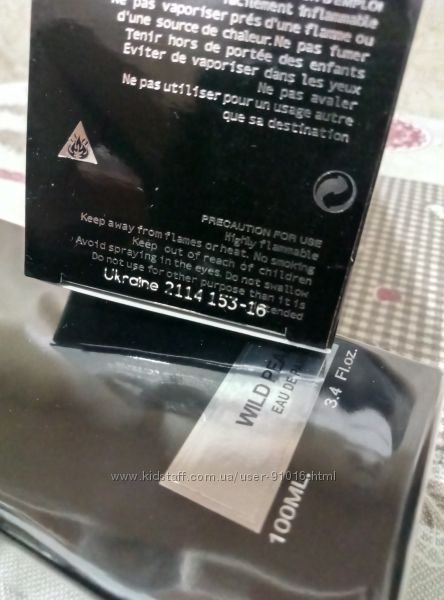 Ne pas vaporiser prés d'une flamme ou
d'une source de chaleur. Ne pas fumer
Tenir hors de portée des enfants
Eviter de vaporiser dans les yeux
Ne pas avaler
Ne pas utiliser pour un usage autre
que sa destination
PRECAUTION FOR USE
Highly flammable
Keep away from flames or heat. No smoking
Keep out of reach of children
Avoid spraying in the eyes. Do not swallow
Do not use for other purpose than it is
intended
Ukraine 2114 153-16
WILD
EAU DE
100ML.
3.4 Fl.oz.
www.kidstaff.com.ua/user-91016.html